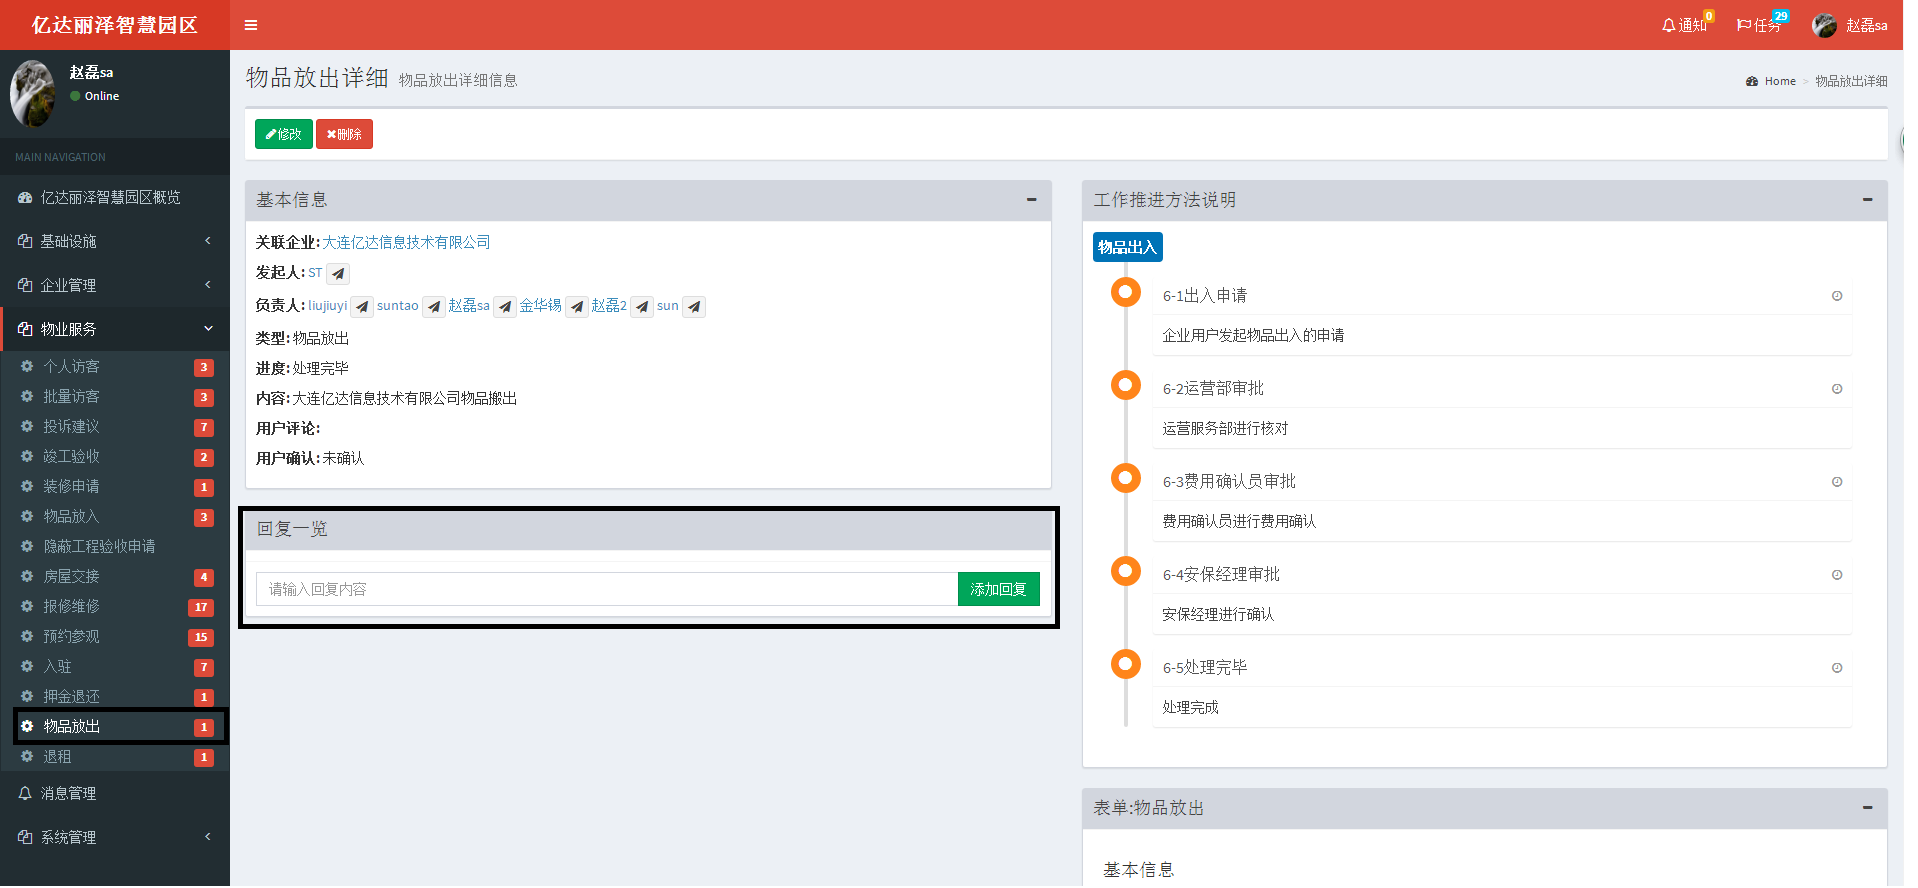 亿达丽泽智慧园区
通知 0
任务 29
赵磊sa
赵磊sa
Online
MAIN NAVIGATION
亿达丽泽智慧园区概览
基础设施
企业管理
物业服务
个人访客 3
批量访客 3
投诉建议 7
竣工验收 2
装修申请 1
物品放入 3
隐蔽工程验收申请
房屋交接 4
报修维修 17
预约参观 15
入驻 7
押金退还 1
物品放出 1
退租 1
消息管理
系统管理
物品放出详细 物品放出详细信息
Home > 物品放出详细
修改 删除
基本信息
关联企业:大连亿达信息技术有限公司
发起人: ST
负责人: liujiuyi suntao 赵磊sa 金华锡 赵磊2 sun
类型: 物品放出
进度: 处理完毕
内容: 大连亿达信息技术有限公司物品搬出
用户评论:
用户确认: 未确认
回复一览
请输入回复内容 添加回复
工作推进方法说明
物品出入
6-1出入申请
企业用户发起物品出入的申请
6-2运营部审批
运营服务部进行核对
6-3费用确认员审批
费用确认员进行费用确认
6-4安保经理审批
安保经理进行确认
6-5处理完毕
处理完成
表单:物品放出
基本信息